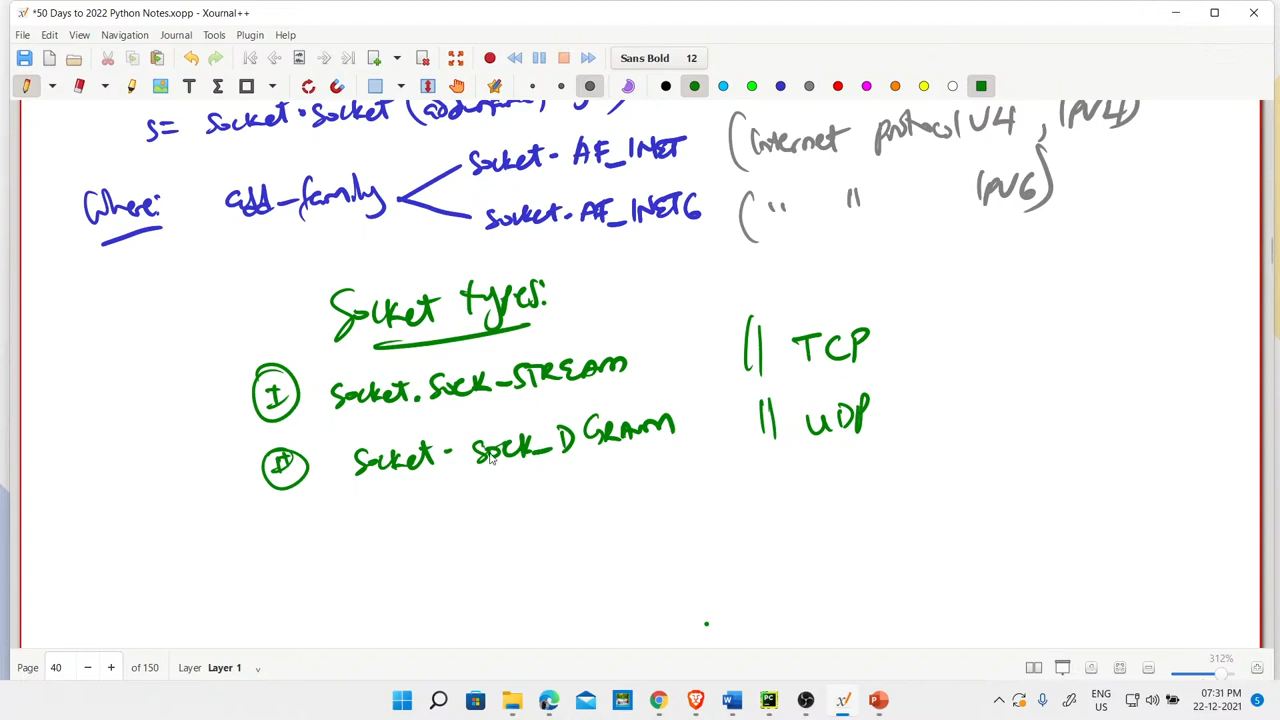 *50 Days to 2022 Python Notes.xopp - Xournal++
File Edit View Navigation Journal Tools Plugin Help
Sans Bold 12
s= socket.socket (
Where: add_family socket.AF_INET (Internet protocol V4, IPV4)
socket.AF_INET6 (" " IPV6)
Socket types:
I socket.SOCK_STREAM || TCP
II socket.SOCK_DGRAM || UDP
Page 40 of 150 Layer Layer 1 312%
ENG 07:31 PM
US 22-12-2021 5